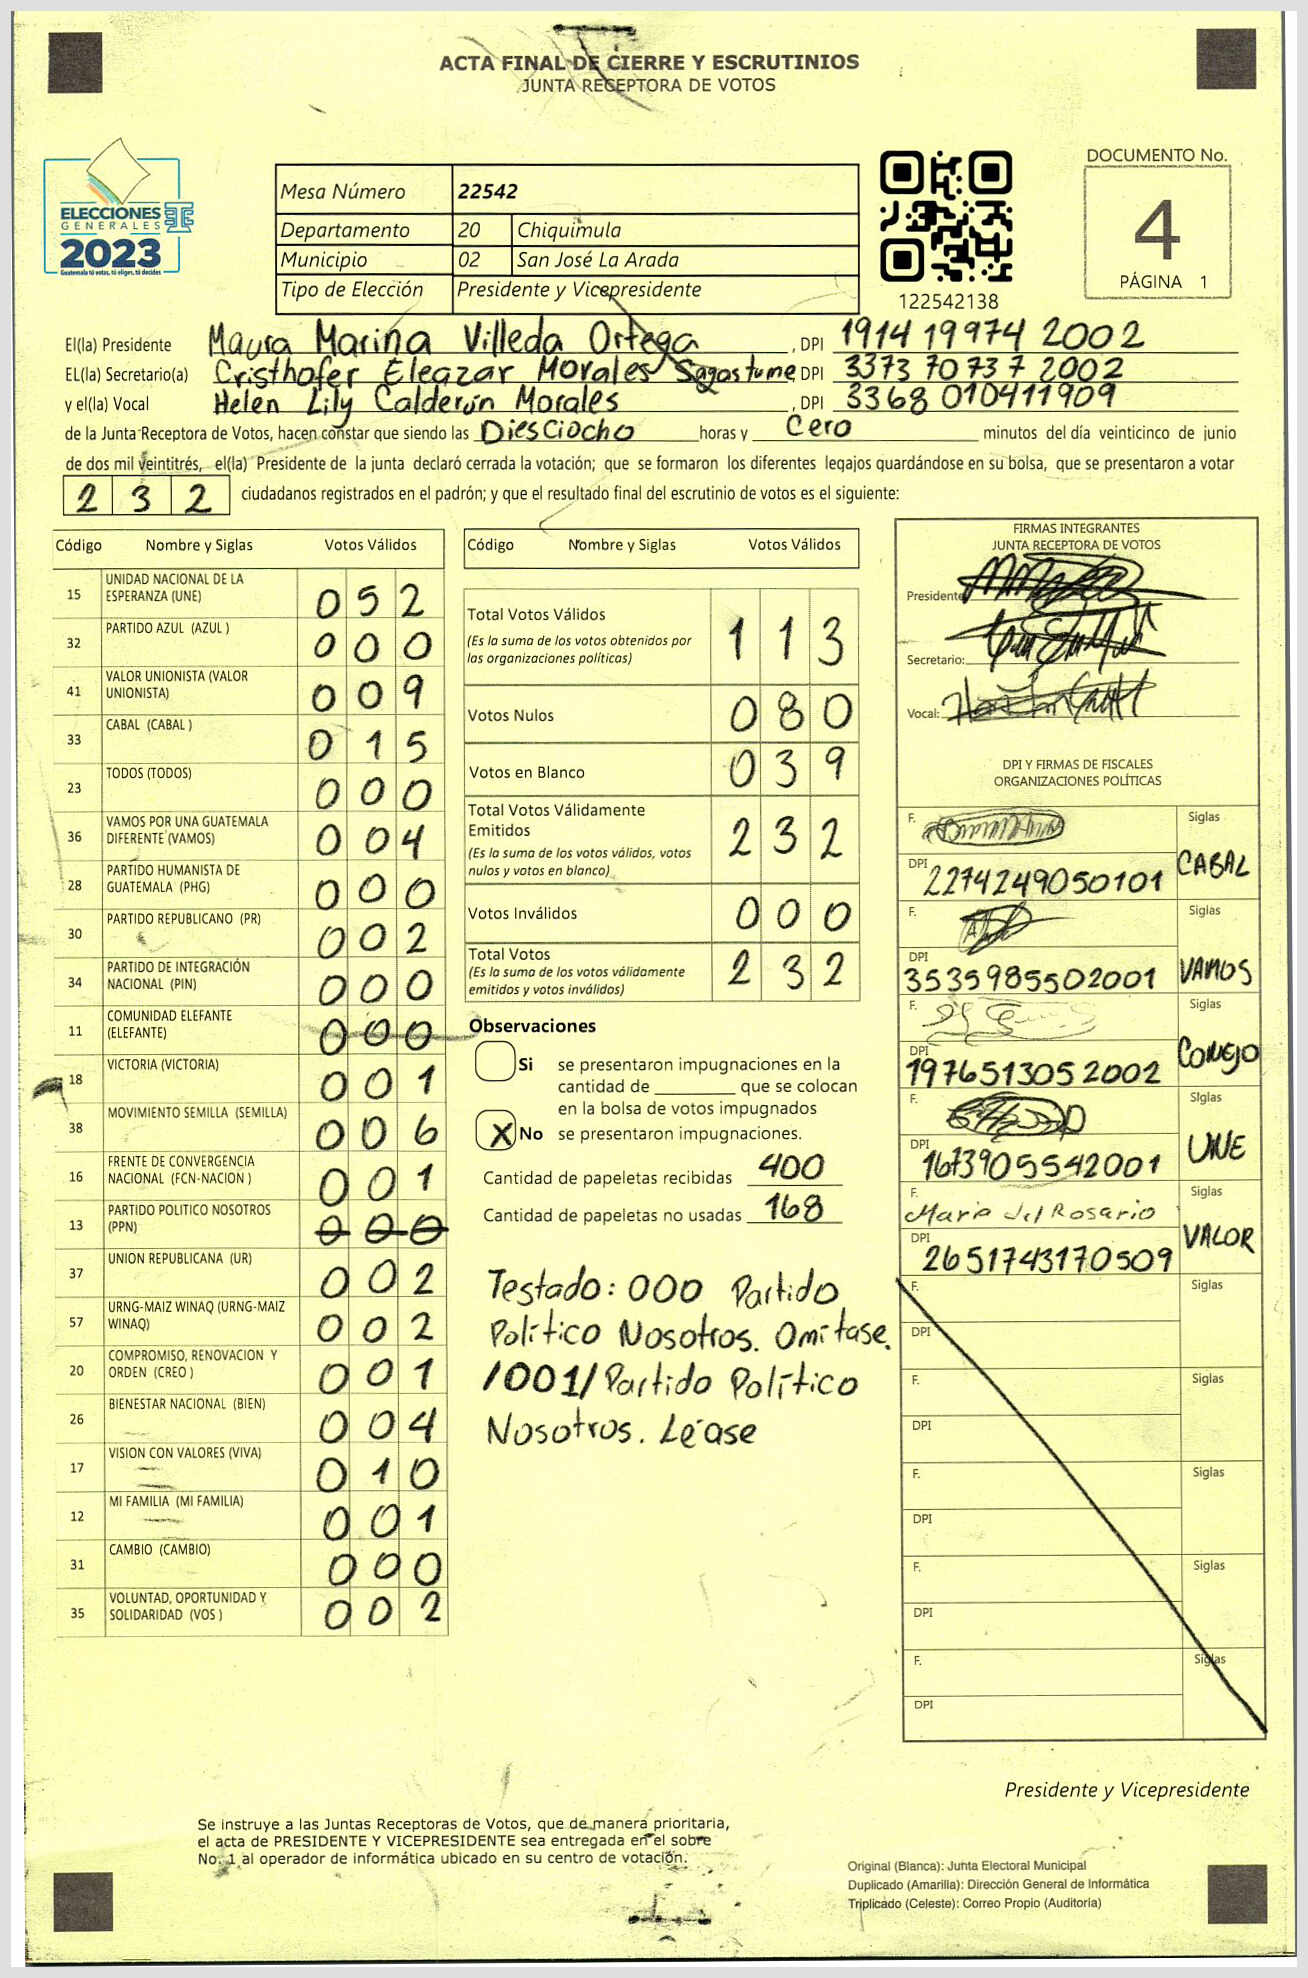 ACTA FINAL DE CIERRE Y ESCRUTINIOS
JUNTA RECEPTORA DE VOTOS
ELECCIONES
GENERALES
2023
Guatemala tú votas, tú eliges, tú decides
Mesa Número 22542
Departamento 20 Chiquimula
Municipio 02 San José La Arada
Tipo de Elección Presidente y Vicepresidente
122542138
DOCUMENTO No.
4
PÁGINA 1
El(la) Presidente Maura Marina Villeda Ortega, DPI 1914 19974 2002
EL(la) Secretario(a) Cristhofer Eleazar Morales Sagastume, DPI 3373 70737 2002
y el(la) Vocal Helen Lily Calderón Morales, DPI 3368 010411909
de la Junta Receptora de Votos, hacen constar que siendo las Diesciocho horas y Cero minutos del día veinticinco de junio
de dos mil veintitrés, el(la) Presidente de la junta declaró cerrada la votación; que se formaron los diferentes legajos guardándose en su bolsa, que se presentaron a votar
2 3 2 ciudadanos registrados en el padrón; y que el resultado final del escrutinio de votos es el siguiente:
Código Nombre y Siglas Votos Válidos
15 UNIDAD NACIONAL DE LA
ESPERANZA (UNE) 0 5 2
32 PARTIDO AZUL (AZUL ) 0 0 0
41 VALOR UNIONISTA (VALOR
UNIONISTA) 0 0 9
33 CABAL (CABAL ) 0 1 5
23 TODOS (TODOS) 0 0 0
36 VAMOS POR UNA GUATEMALA
DIFERENTE (VAMOS) 0 0 4
28 PARTIDO HUMANISTA DE
GUATEMALA (PHG) 0 0 0
30 PARTIDO REPUBLICANO (PR) 0 0 2
34 PARTIDO DE INTEGRACIÓN
NACIONAL (PIN) 0 0 0
11 COMUNIDAD ELEFANTE
(ELEFANTE) 0 0 0
18 VICTORIA (VICTORIA) 0 0 1
38 MOVIMIENTO SEMILLA (SEMILLA) 0 0 6
16 FRENTE DE CONVERGENCIA
NACIONAL (FCN-NACION ) 0 0 1
13 PARTIDO POLITICO NOSOTROS
(PPN) 0 0 0
37 UNION REPUBLICANA (UR) 0 0 2
57 URNG-MAIZ WINAQ (URNG-MAIZ
WINAQ) 0 0 2
20 COMPROMISO, RENOVACION Y
ORDEN (CREO ) 0 0 1
26 BIENESTAR NACIONAL (BIEN) 0 0 4
17 VISION CON VALORES (VIVA) 0 1 0
12 MI FAMILIA (MI FAMILIA) 0 0 1
31 CAMBIO (CAMBIO) 0 0 0
35 VOLUNTAD, OPORTUNIDAD Y
SOLIDARIDAD (VOS ) 0 0 2
Código Nombre y Siglas Votos Válidos
Total Votos Válidos 1 1 3
(Es la suma de los votos obtenidos por
las organizaciones políticas)
Votos Nulos 0 8 0
Votos en Blanco 0 3 9
Total Votos Válidamente
Emitidos 2 3 2
(Es la suma de los votos válidos, votos
nulos y votos en blanco)
Votos Inválidos 0 0 0
Total Votos 2 3 2
(Es la suma de los votos válidamente
emitidos y votos inválidos)
Observaciones
Si se presentaron impugnaciones en la
cantidad de que se colocan
en la bolsa de votos impugnados
X No se presentaron impugnaciones.
Cantidad de papeletas recibidas 400
Cantidad de papeletas no usadas 168
Testado: 000 Partido
Político Nosotros. Omitase.
/001/Partido Político
Nosotros. Léase
FIRMAS INTEGRANTES
JUNTA RECEPTORA DE VOTOS
Presidente
Secretario:
Vocal:
DPI Y FIRMAS DE FISCALES
ORGANIZACIONES POLÍTICAS
F. Siglas
DPI 2274249050101 CABAL
F. Siglas
DPI 3535985502001 VAMOS
F. Siglas
DPI 1976513052002 CONEJO
F. Siglas
DPI 1673905542001 UNE
F. Maria del Rosario Siglas
DPI 2651743170509 VALOR
F. Siglas
DPI
F. Siglas
DPI
F. Siglas
DPI
F. Siglas
DPI
F. Siglas
DPI
Presidente y Vicepresidente
Se instruye a las Juntas Receptoras de Votos, que de manera prioritaria,
el acta de PRESIDENTE Y VICEPRESIDENTE sea entregada en el sobre
No. 1 al operador de informática ubicado en su centro de votación.
Original (Blanca): Junta Electoral Municipal
Duplicado (Amarilla): Dirección General de Informática
Triplicado (Celeste): Correo Propio (Auditoría)